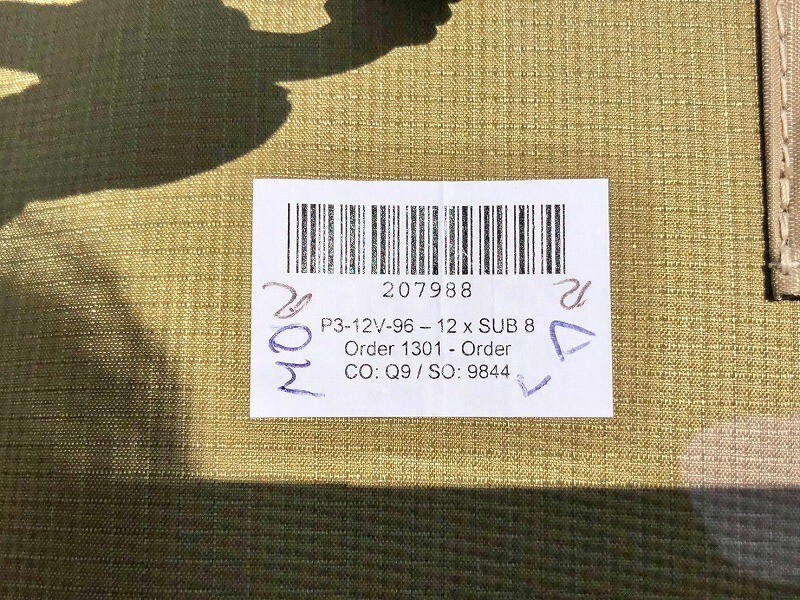 207988
P3-12V-96 – 12 x SUB 8
Order 1301 - Order
CO: Q9 / SO: 9844